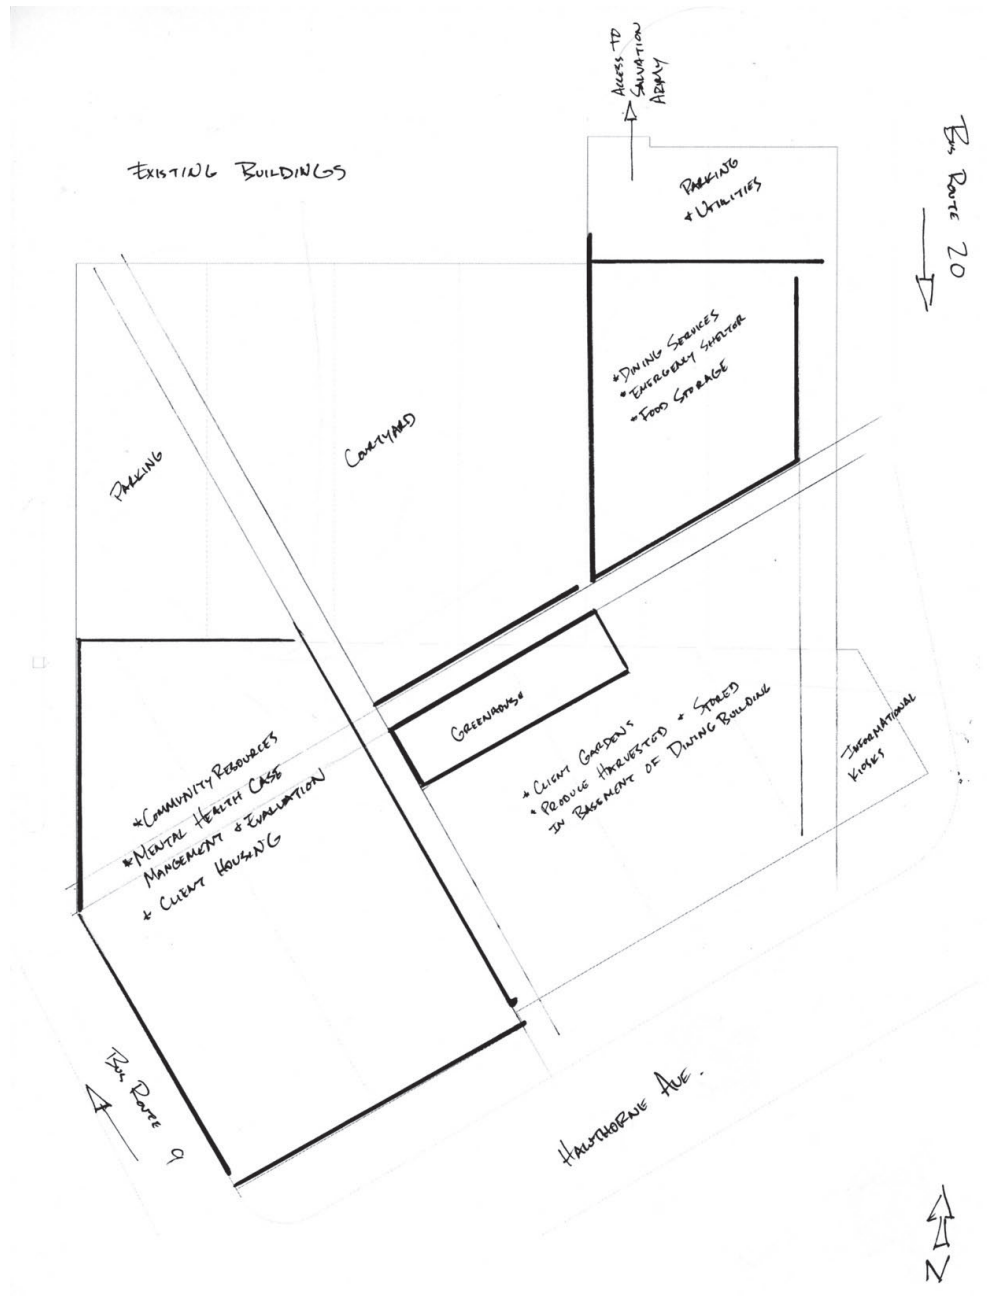 ACCESS TO
SALVATION
ARMY
EXISTING BUILDINGS
PARKING
+ UTILITIES
BUS ROUTE 20
*DINING SERVICES
*EMERGENCY SHELTER
*FOOD STORAGE
COURTYARD
PARKING
GREENHOUSE
*CLIENT GARDENS
*PRODUCE HARVESTED + STORED
IN BASEMENT OF DINING BUILDING
INFORMATIONAL
KIOSKS
*COMMUNITY RESOURCES
*MENTAL HEALTH CASE
MANGEMENT + EVALUATION
+ CLIENT HOUSING
BUS ROUTE 9
HAWTHORNE AVE.
N